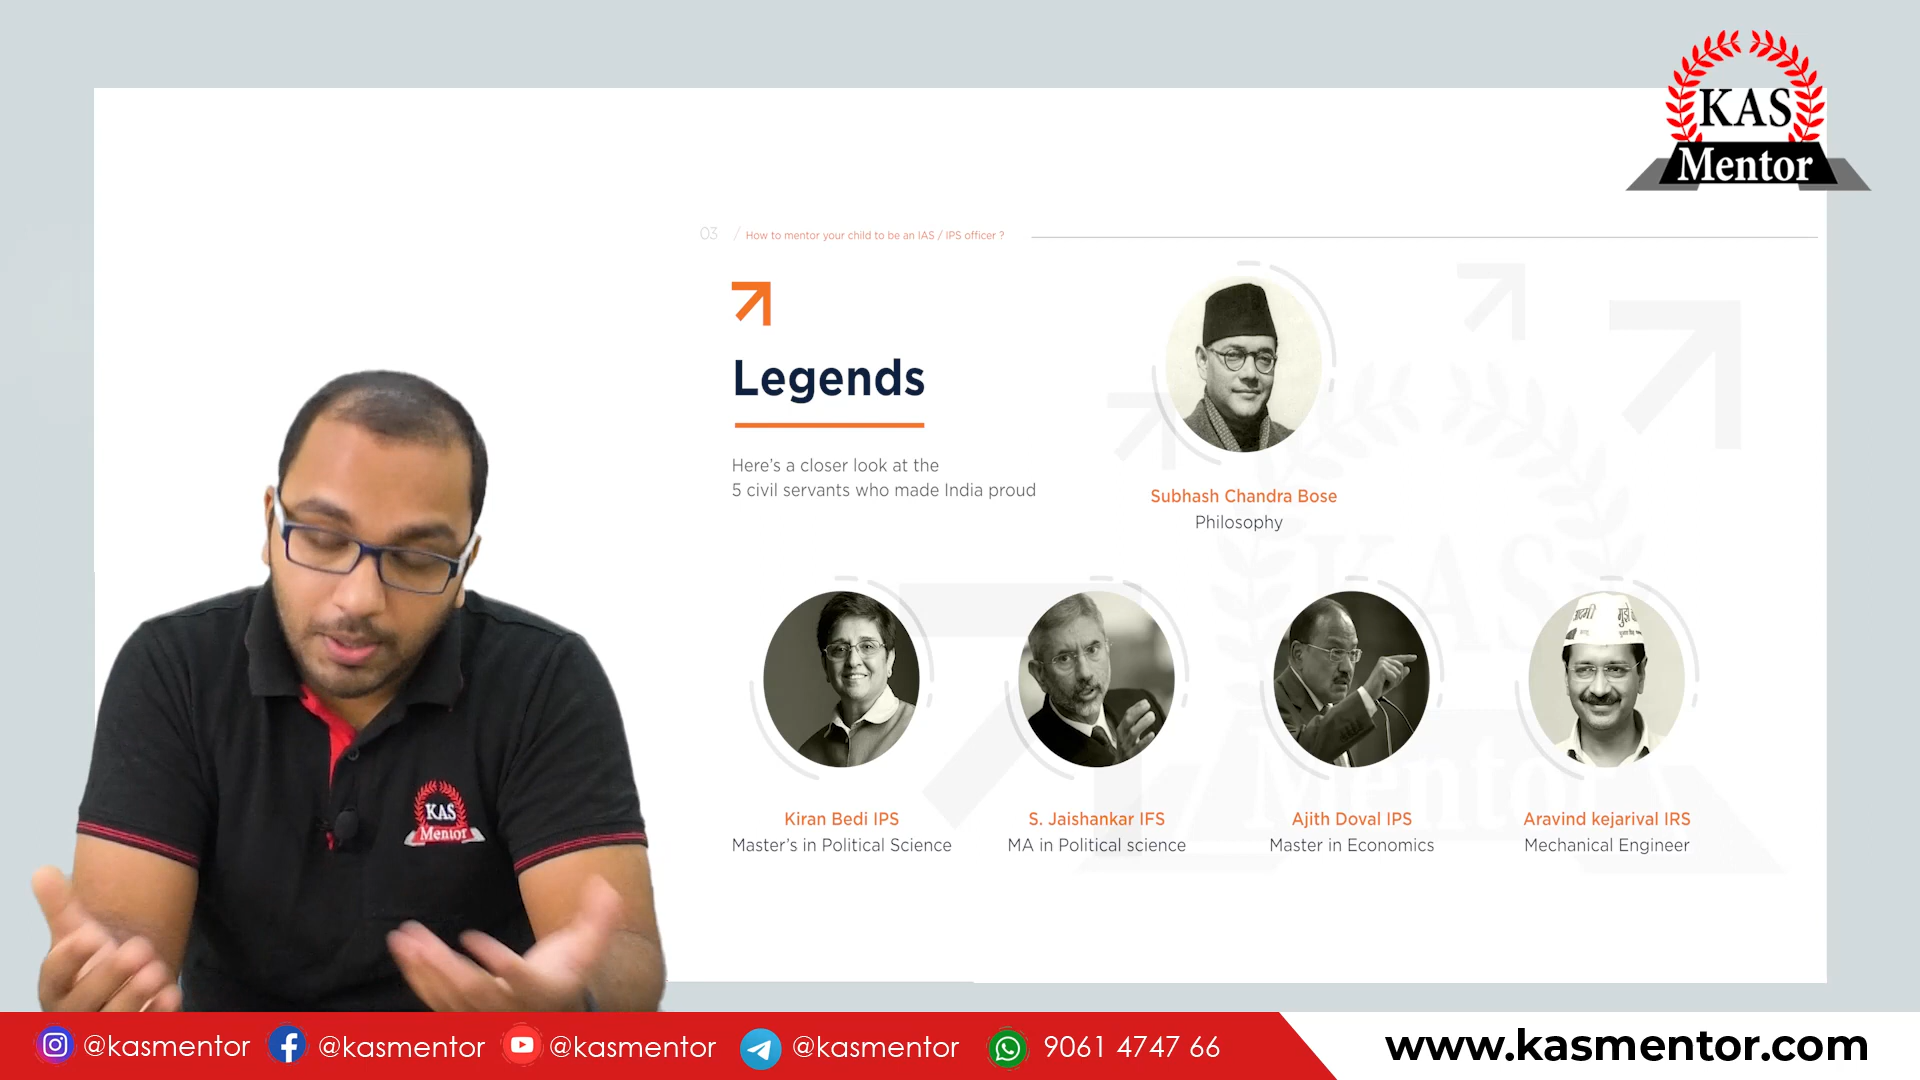 KAS
Mentor
03 / How to mentor your child to be an IAS / IPS officer ?
Legends
Here's a closer look at the
5 civil servants who made India proud
Subhash Chandra Bose
Philosophy
Kiran Bedi IPS
Master's in Political Science
S. Jaishankar IFS
MA in Political science
Ajith Doval IPS
Master in Economics
Aravind kejarival IRS
Mechanical Engineer
KAS
Mentor
KAS
Mentor
@kasmentor
@kasmentor
@kasmentor
@kasmentor
9061 4747 66
www.kasmentor.com